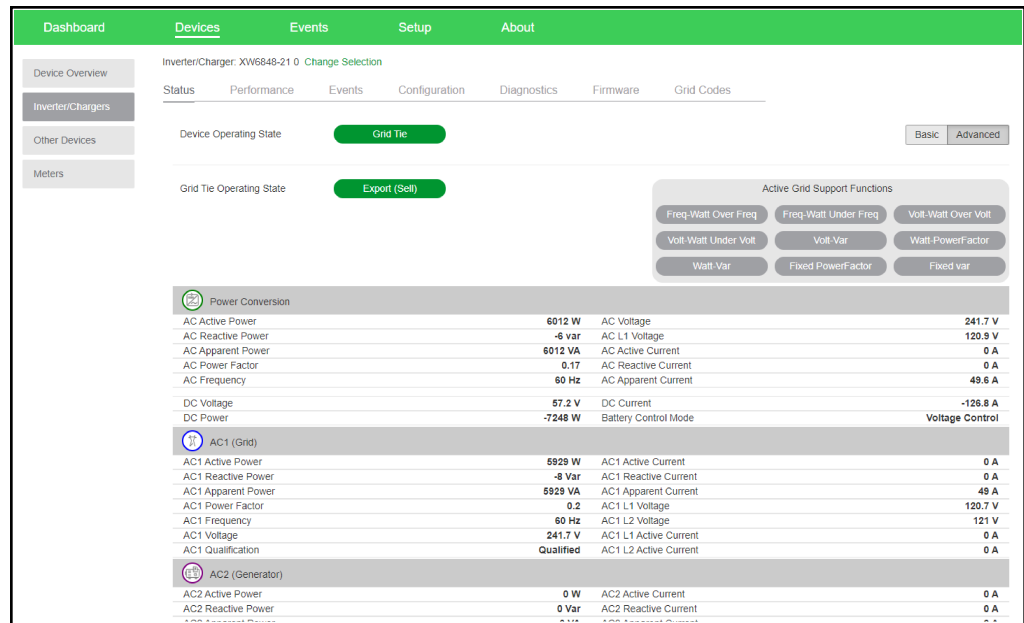 Dashboard Devices Events Setup About
Device Overview
Inverter/Chargers
Other Devices
Meters
Inverter/Charger: XW6848-21 0 Change Selection
Status Performance Events Configuration Diagnostics Firmware Grid Codes
Device Operating State Grid Tie Basic Advanced
Grid Tie Operating State Export (Sell)
Active Grid Support Functions
Freq-Watt Over Freq Freq-Watt Under Freq Volt-Watt Over Volt
Volt-Watt Under Volt Volt-Var Watt-PowerFactor
Watt-Var Fixed PowerFactor Fixed var
Power Conversion
AC Active Power 6012 W AC Voltage 241.7 V
AC Reactive Power -6 var AC L1 Voltage 120.9 V
AC Apparent Power 6012 VA AC Active Current 0 A
AC Power Factor 0.17 AC Reactive Current 0 A
AC Frequency 60 Hz AC Apparent Current 49.6 A
DC Voltage 57.2 V DC Current -126.8 A
DC Power -7248 W Battery Control Mode Voltage Control
AC1 (Grid)
AC1 Active Power 5929 W AC1 Active Current 0 A
AC1 Reactive Power -8 Var AC1 Reactive Current 0 A
AC1 Apparent Power 5929 VA AC1 Apparent Current 49 A
AC1 Power Factor 0.2 AC1 L1 Voltage 120.7 V
AC1 Frequency 60 Hz AC1 L2 Voltage 121 V
AC1 Voltage 241.7 V AC1 L1 Active Current 0 A
AC1 Qualification Qualified AC1 L2 Active Current 0 A
AC2 (Generator)
AC2 Active Power 0 W AC2 Active Current 0 A
AC2 Reactive Power 0 Var AC2 Reactive Current 0 A